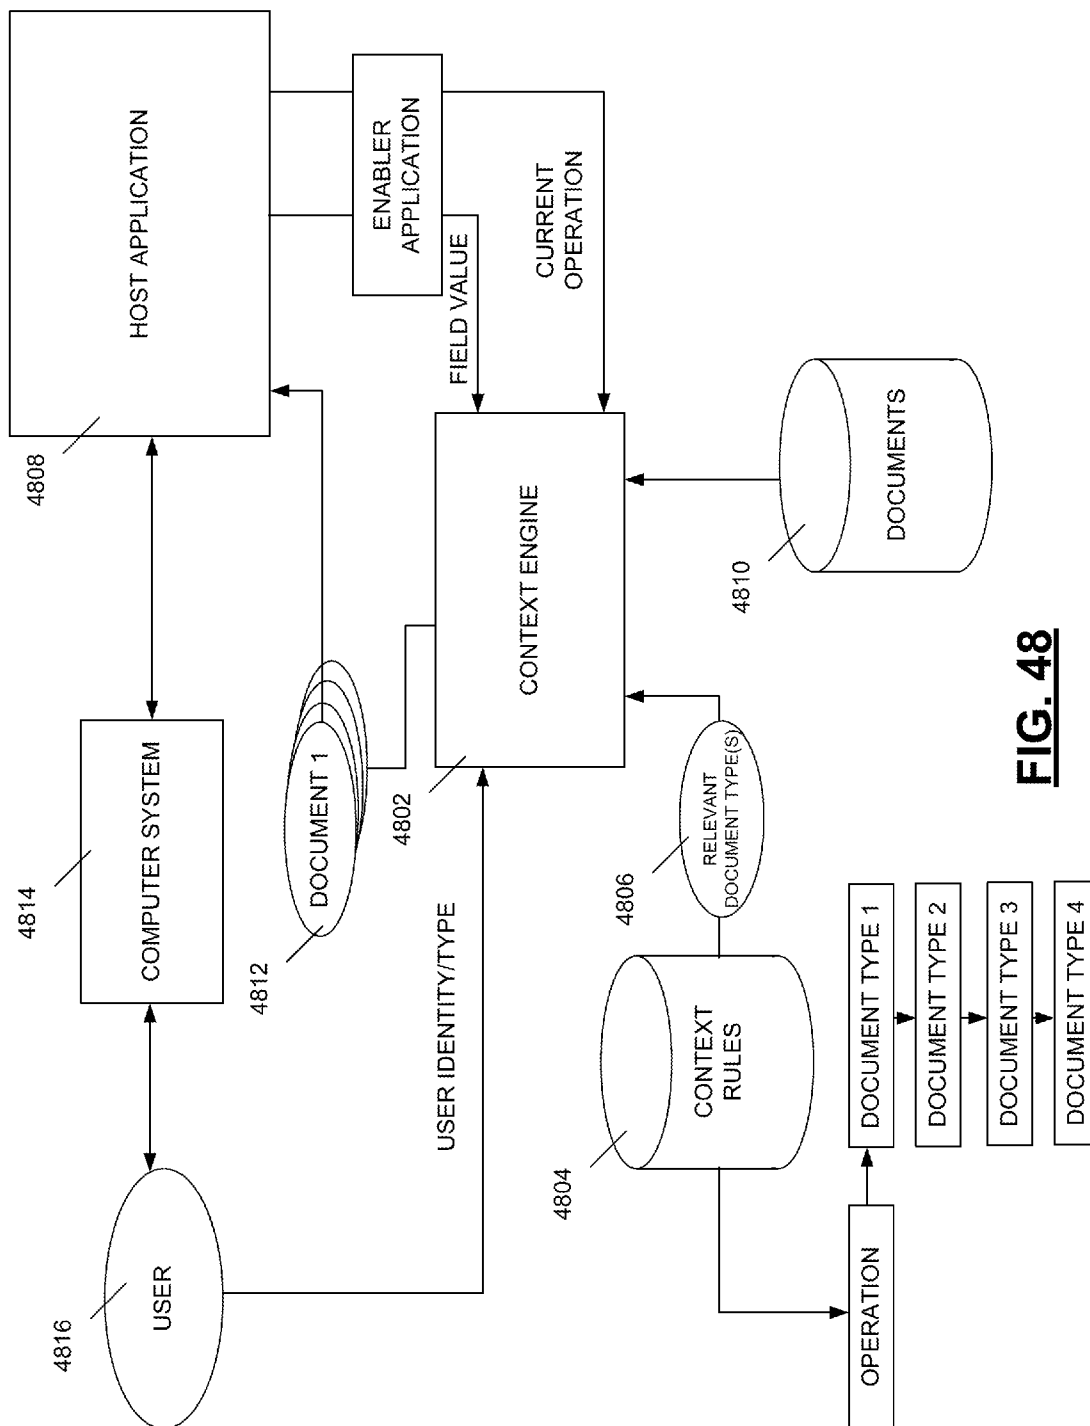 4816
USER
4814
COMPUTER SYSTEM
4808
HOST APPLICATION
4812
DOCUMENT 1
ENABLER
APPLICATION
USER IDENTITY/TYPE
4802
CONTEXT ENGINE
FIELD VALUE
CURRENT
OPERATION
4804
CONTEXT
RULES
4806
RELEVANT
DOCUMENT TYPE(S)
4810
DOCUMENTS
OPERATION
DOCUMENT TYPE 1
DOCUMENT TYPE 2
DOCUMENT TYPE 3
DOCUMENT TYPE 4
FIG. 48